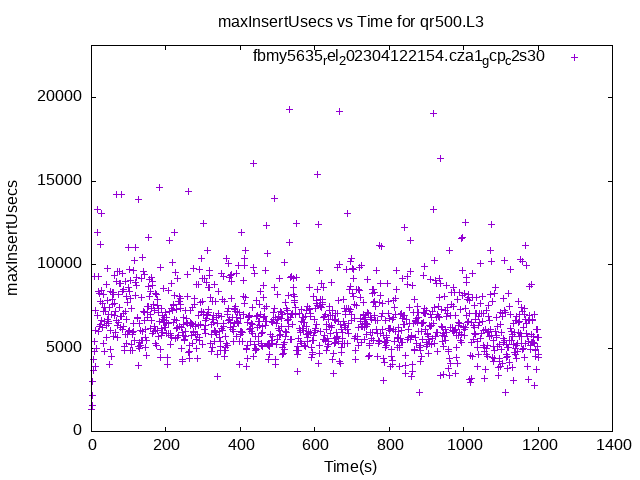 maxInsertUsecs vs Time for qr500.L3
fbmy5635rel202304122154.cza1gcpc2s30
20000
15000
10000
5000
0
maxInsertUsecs
0 200 400 600 800 1000 1200 1400
Time(s)